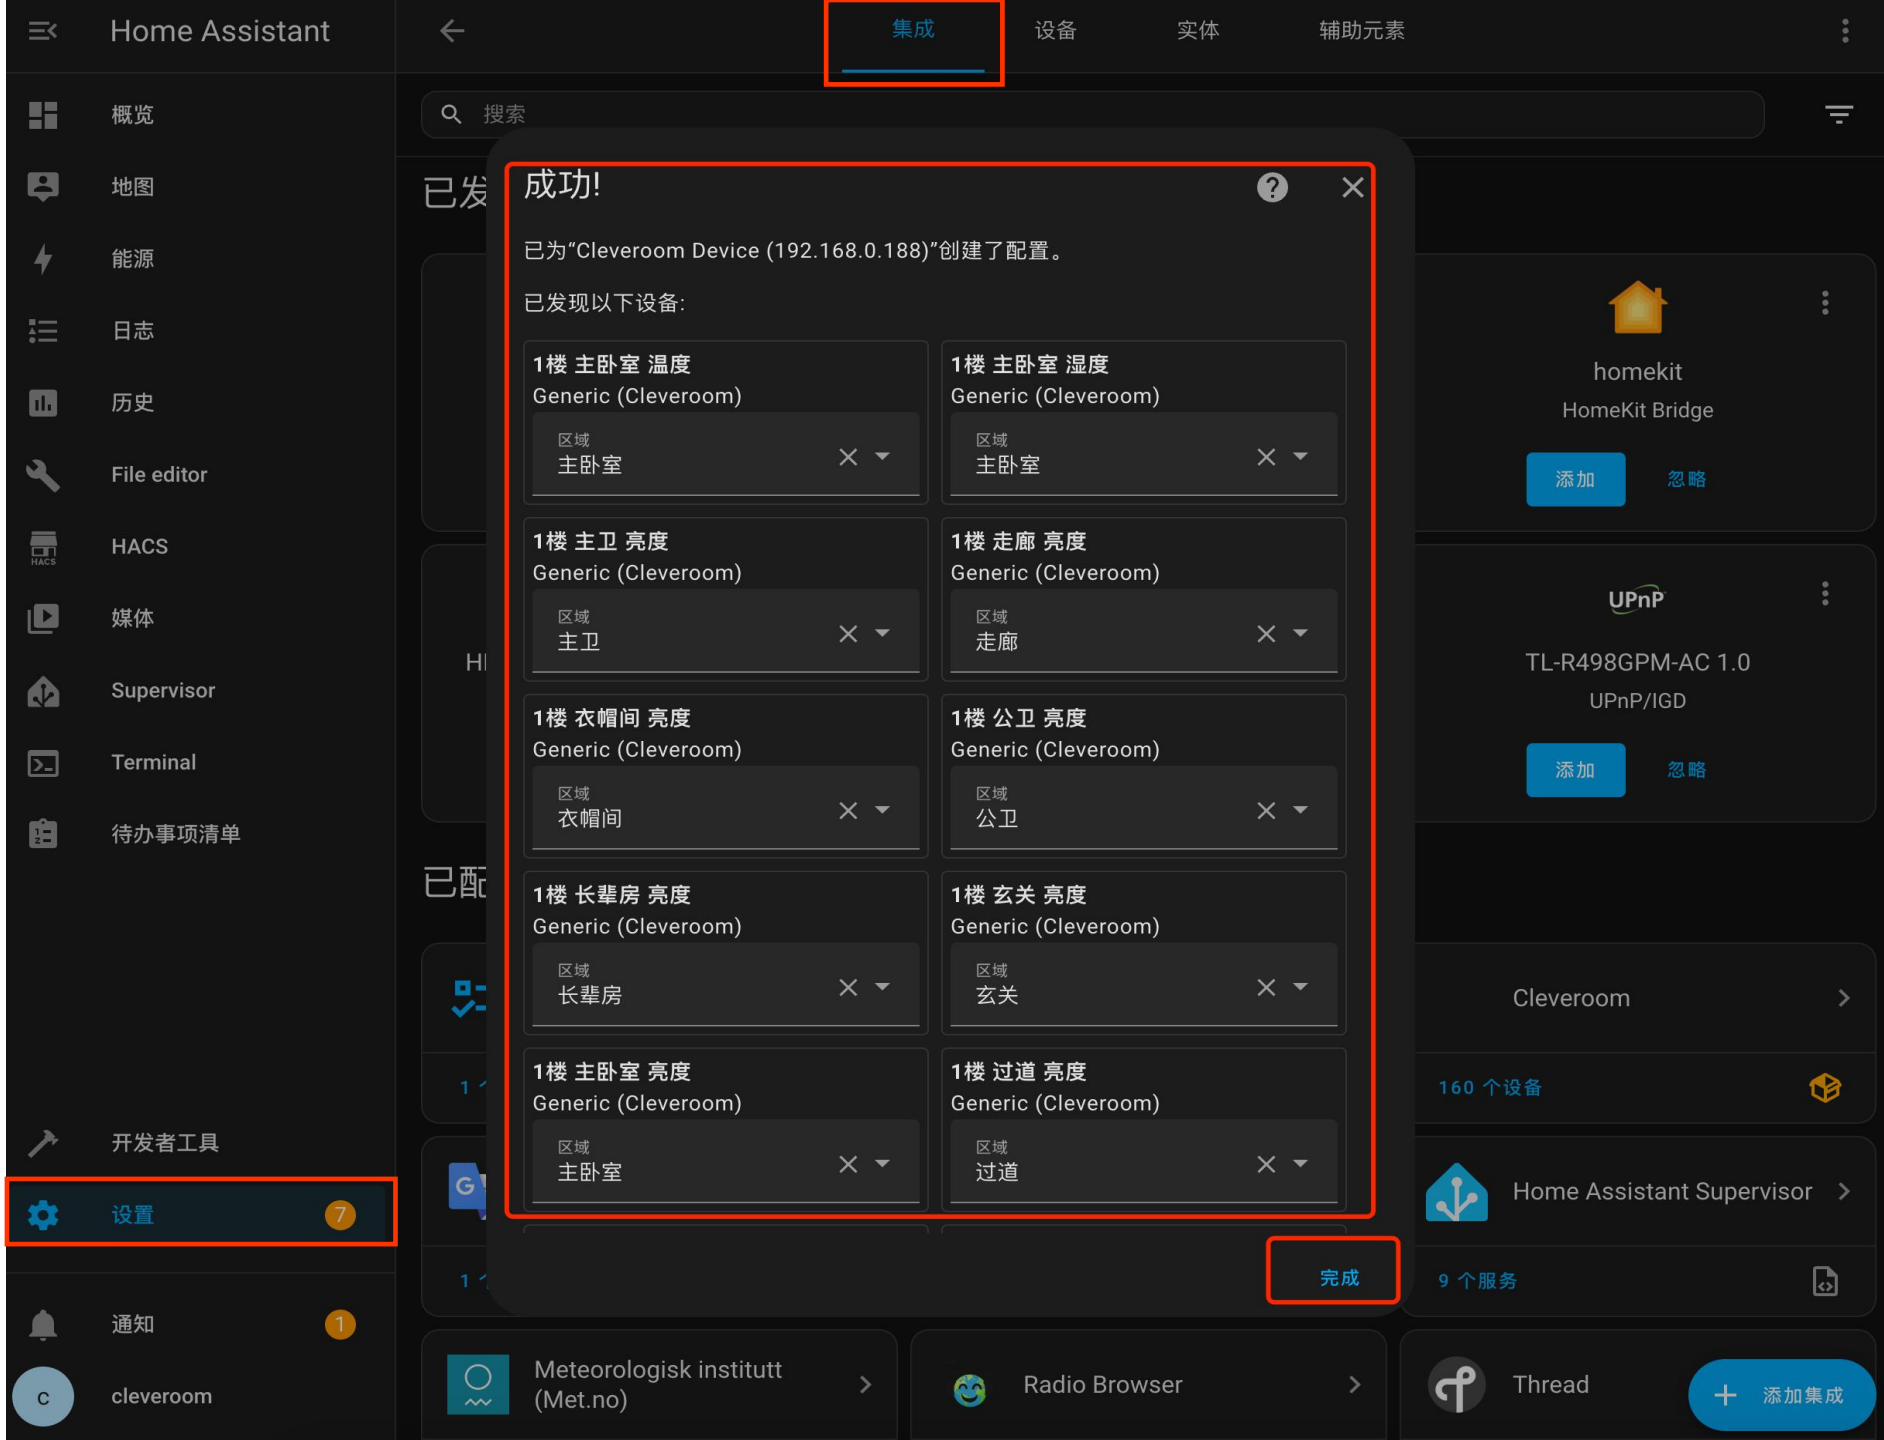 Home Assistant
集成
设备
实体
辅助元素
概览
地图
能源
日志
历史
File editor
HACS
HACS
媒体
Supervisor
Terminal
待办事项清单
开发者工具
设置
7
通知
1
c
cleveroom
搜索
已发
成功!
已为“Cleveroom Device (192.168.0.188)”创建了配置。
已发现以下设备:
1楼 主卧室 温度
Generic (Cleveroom)
区域
主卧室
1楼 主卧室 湿度
Generic (Cleveroom)
区域
主卧室
1楼 主卫 亮度
Generic (Cleveroom)
区域
主卫
1楼 走廊 亮度
Generic (Cleveroom)
区域
走廊
1楼 衣帽间 亮度
Generic (Cleveroom)
区域
衣帽间
1楼 公卫 亮度
Generic (Cleveroom)
区域
公卫
1楼 长辈房 亮度
Generic (Cleveroom)
区域
长辈房
1楼 玄关 亮度
Generic (Cleveroom)
区域
玄关
1楼 主卧室 亮度
Generic (Cleveroom)
区域
主卧室
1楼 过道 亮度
Generic (Cleveroom)
区域
过道
完成
homekit
HomeKit Bridge
添加
忽略
UPnP
TL-R498GPM-AC 1.0
UPnP/IGD
添加
忽略
已配
1
1
G
Cleveroom
160 个设备
Home Assistant Supervisor
9 个服务
Meteorologisk institutt
(Met.no)
Radio Browser
Thread
添加集成